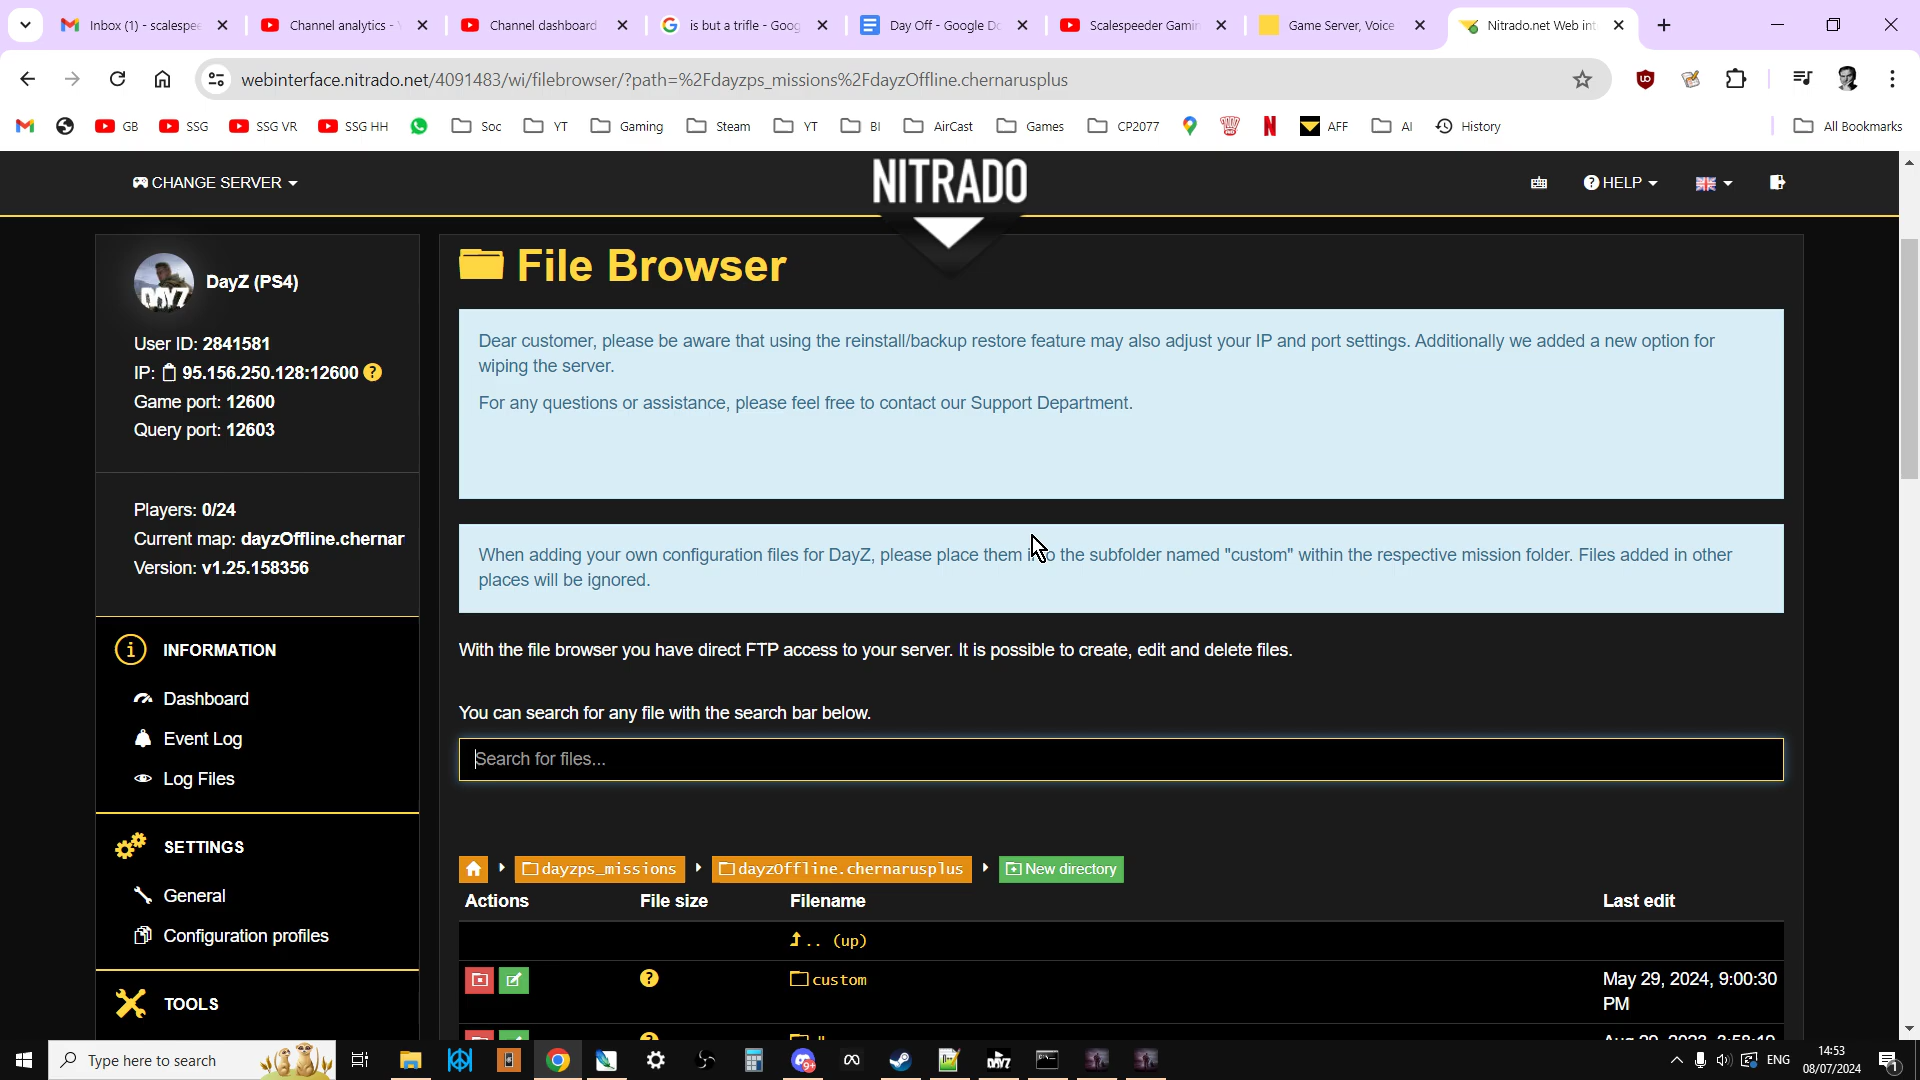 Inbox (1) - scalespee
Channel analytics - Y
Channel dashboard
is but a trifle - Goog
Day Off - Google Do
Scalespeeder Gamin
Game Server, Voice
Nitrado.net Web int
webinterface.nitrado.net/4091483/wi/filebrowser/?path=%2Fdayzps_missions%2FdayzOffline.chernarusplus
GB
SSG
SSG VR
SSG HH
Soc
YT
Gaming
Steam
YT
BI
AirCast
Games
CP2077
AFF
AI
History
All Bookmarks
CHANGE SERVER
NITRADO
HELP
DAYZ
DayZ (PS4)
User ID: 2841581
IP: 95.156.250.128:12600 ?
Game port: 12600
Query port: 12603
Players: 0/24
Current map: dayzOffline.chernar
Version: v1.25.158356
INFORMATION
Dashboard
Event Log
Log Files
SETTINGS
General
Configuration profiles
TOOLS
File Browser
Dear customer, please be aware that using the reinstall/backup restore feature may also adjust your IP and port settings. Additionally we added a new option for
wiping the server.
For any questions or assistance, please feel free to contact our Support Department.
When adding your own configuration files for DayZ, please place them into the subfolder named "custom" within the respective mission folder. Files added in other
places will be ignored.
With the file browser you have direct FTP access to your server. It is possible to create, edit and delete files.
You can search for any file with the search bar below.
Search for files...
dayzps_missions
dayzOffline.chernarusplus
New directory
Actions File size Filename Last edit
.. (up)
? custom May 29, 2024, 9:00:30
PM
Type here to search
ENG
14:53
08/07/2024